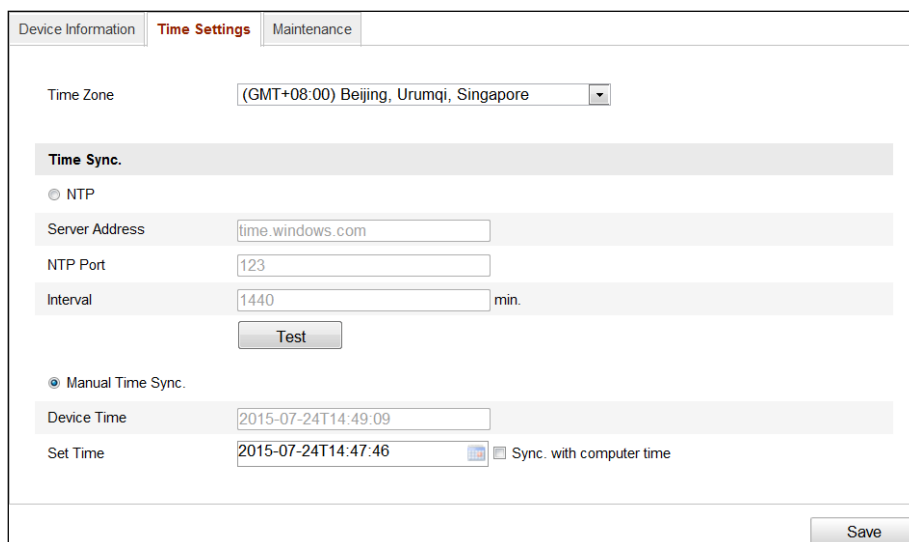 Device Information Time Settings Maintenance
Time Zone (GMT+08:00) Beijing, Urumqi, Singapore
Time Sync.
NTP
Server Address time.windows.com
NTP Port 123
Interval 1440 min.
Test
Manual Time Sync.
Device Time 2015-07-24T14:49:09
Set Time 2015-07-24T14:47:46 Sync. with computer time
Save